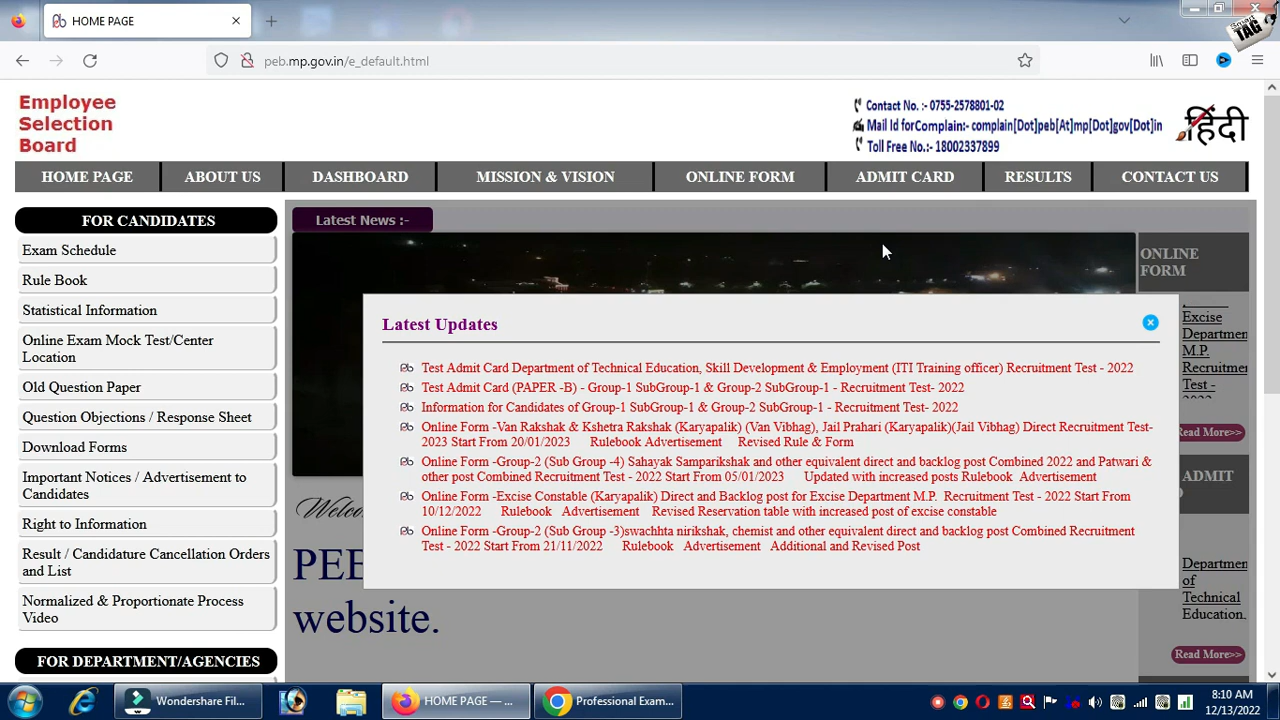 HOME PAGE
Smart
TAG
peb.mp.gov.in/e_default.html
Employee
Selection
Board
Contact No. :- 0755-2578801-02
Mail Id forComplain:- complain[Dot]peb[At]mp[Dot]gov[Dot]in
Toll Free No.:- 18002337899
हिंदी
HOME PAGE ABOUT US DASHBOARD MISSION & VISION ONLINE FORM ADMIT CARD RESULTS CONTACT US
FOR CANDIDATES
Exam Schedule
Rule Book
Statistical Information
Online Exam Mock Test/Center
Location
Old Question Paper
Question Objections / Response Sheet
Download Forms
Important Notices / Advertisement to
Candidates
Right to Information
Result / Candidature Cancellation Orders
and List
Normalized & Proportionate Process
Video
FOR DEPARTMENT/AGENCIES
Latest News :-
Latest Updates
Test Admit Card Department of Technical Education, Skill Development & Employment (ITI Training officer) Recruitment Test - 2022
Test Admit Card (PAPER -B) - Group-1 SubGroup-1 & Group-2 SubGroup-1 - Recruitment Test- 2022
Information for Candidates of Group-1 SubGroup-1 & Group-2 SubGroup-1 - Recruitment Test- 2022
Online Form -Van Rakshak & Kshetra Rakshak (Karyapalik) (Van Vibhag), Jail Prahari (Karyapalik)(Jail Vibhag) Direct Recruitment Test-
2023 Start From 20/01/2023 Rulebook Advertisement Revised Rule & Form
Online Form -Group-2 (Sub Group -4) Sahayak Samparikshak and other equivalent direct and backlog post Combined 2022 and Patwari &
other post Combined Recruitment Test - 2022 Start From 05/01/2023 Updated with increased posts Rulebook Advertisement
Online Form -Excise Constable (Karyapalik) Direct and Backlog post for Excise Department M.P. Recruitment Test - 2022 Start From
10/12/2022 Rulebook Advertisement Revised Reservation table with increased post of excise constable
Online Form -Group-2 (Sub Group -3)swachhta nirikshak, chemist and other equivalent direct and backlog post Combined Recruitment
Test - 2022 Start From 21/11/2022 Rulebook Advertisement Additional and Revised Post
Welcome
PEB
website.
ONLINE
FORM
Excise
Departmen
M.P.
Recruitmen
Test -
Read More>>
ADMIT
Departmen
of
Technical
Education,
Read More>>
Wondershare Fil... HOME PAGE — ... Professional Exam...
8:10 AM
12/13/2022